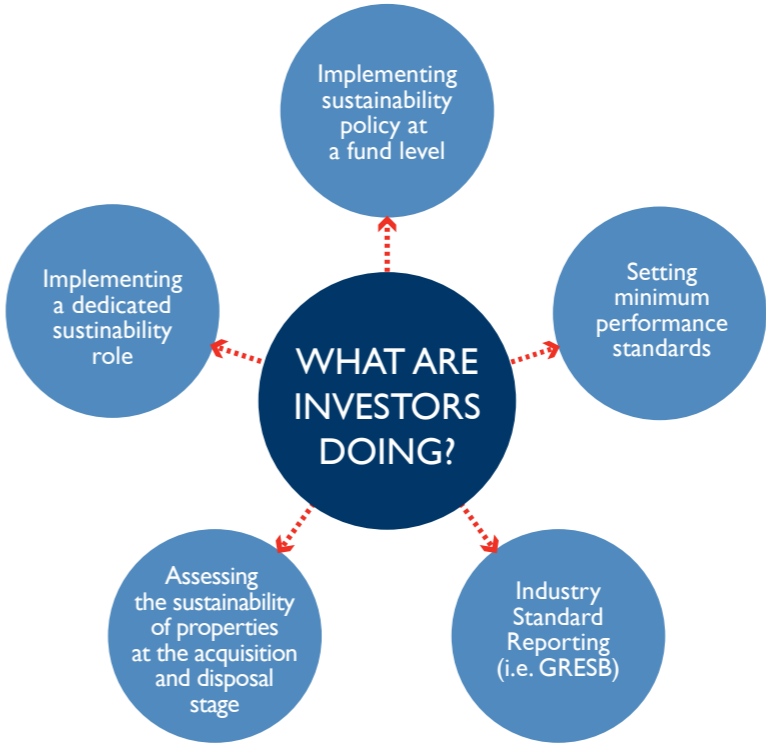 Implementing
sustainability
policy at
a fund level
Implementing
a dedicated
sustinability
role
Setting
minimum
performance
standards
WHAT ARE
INVESTORS
DOING?
Assessing
the sustainability
of properties
at the acquisition
and disposal
stage
Industry
Standard
Reporting
(i.e. GRESB)